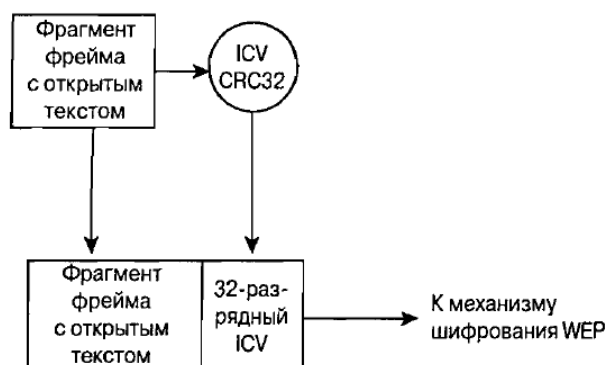 Фрагмент
фрейма
с открытым
текстом
ICV
CRC32
Фрагмент
фрейма
с открытым
текстом
32-раз-
рядный
ICV
К механизму
шифрования WEP